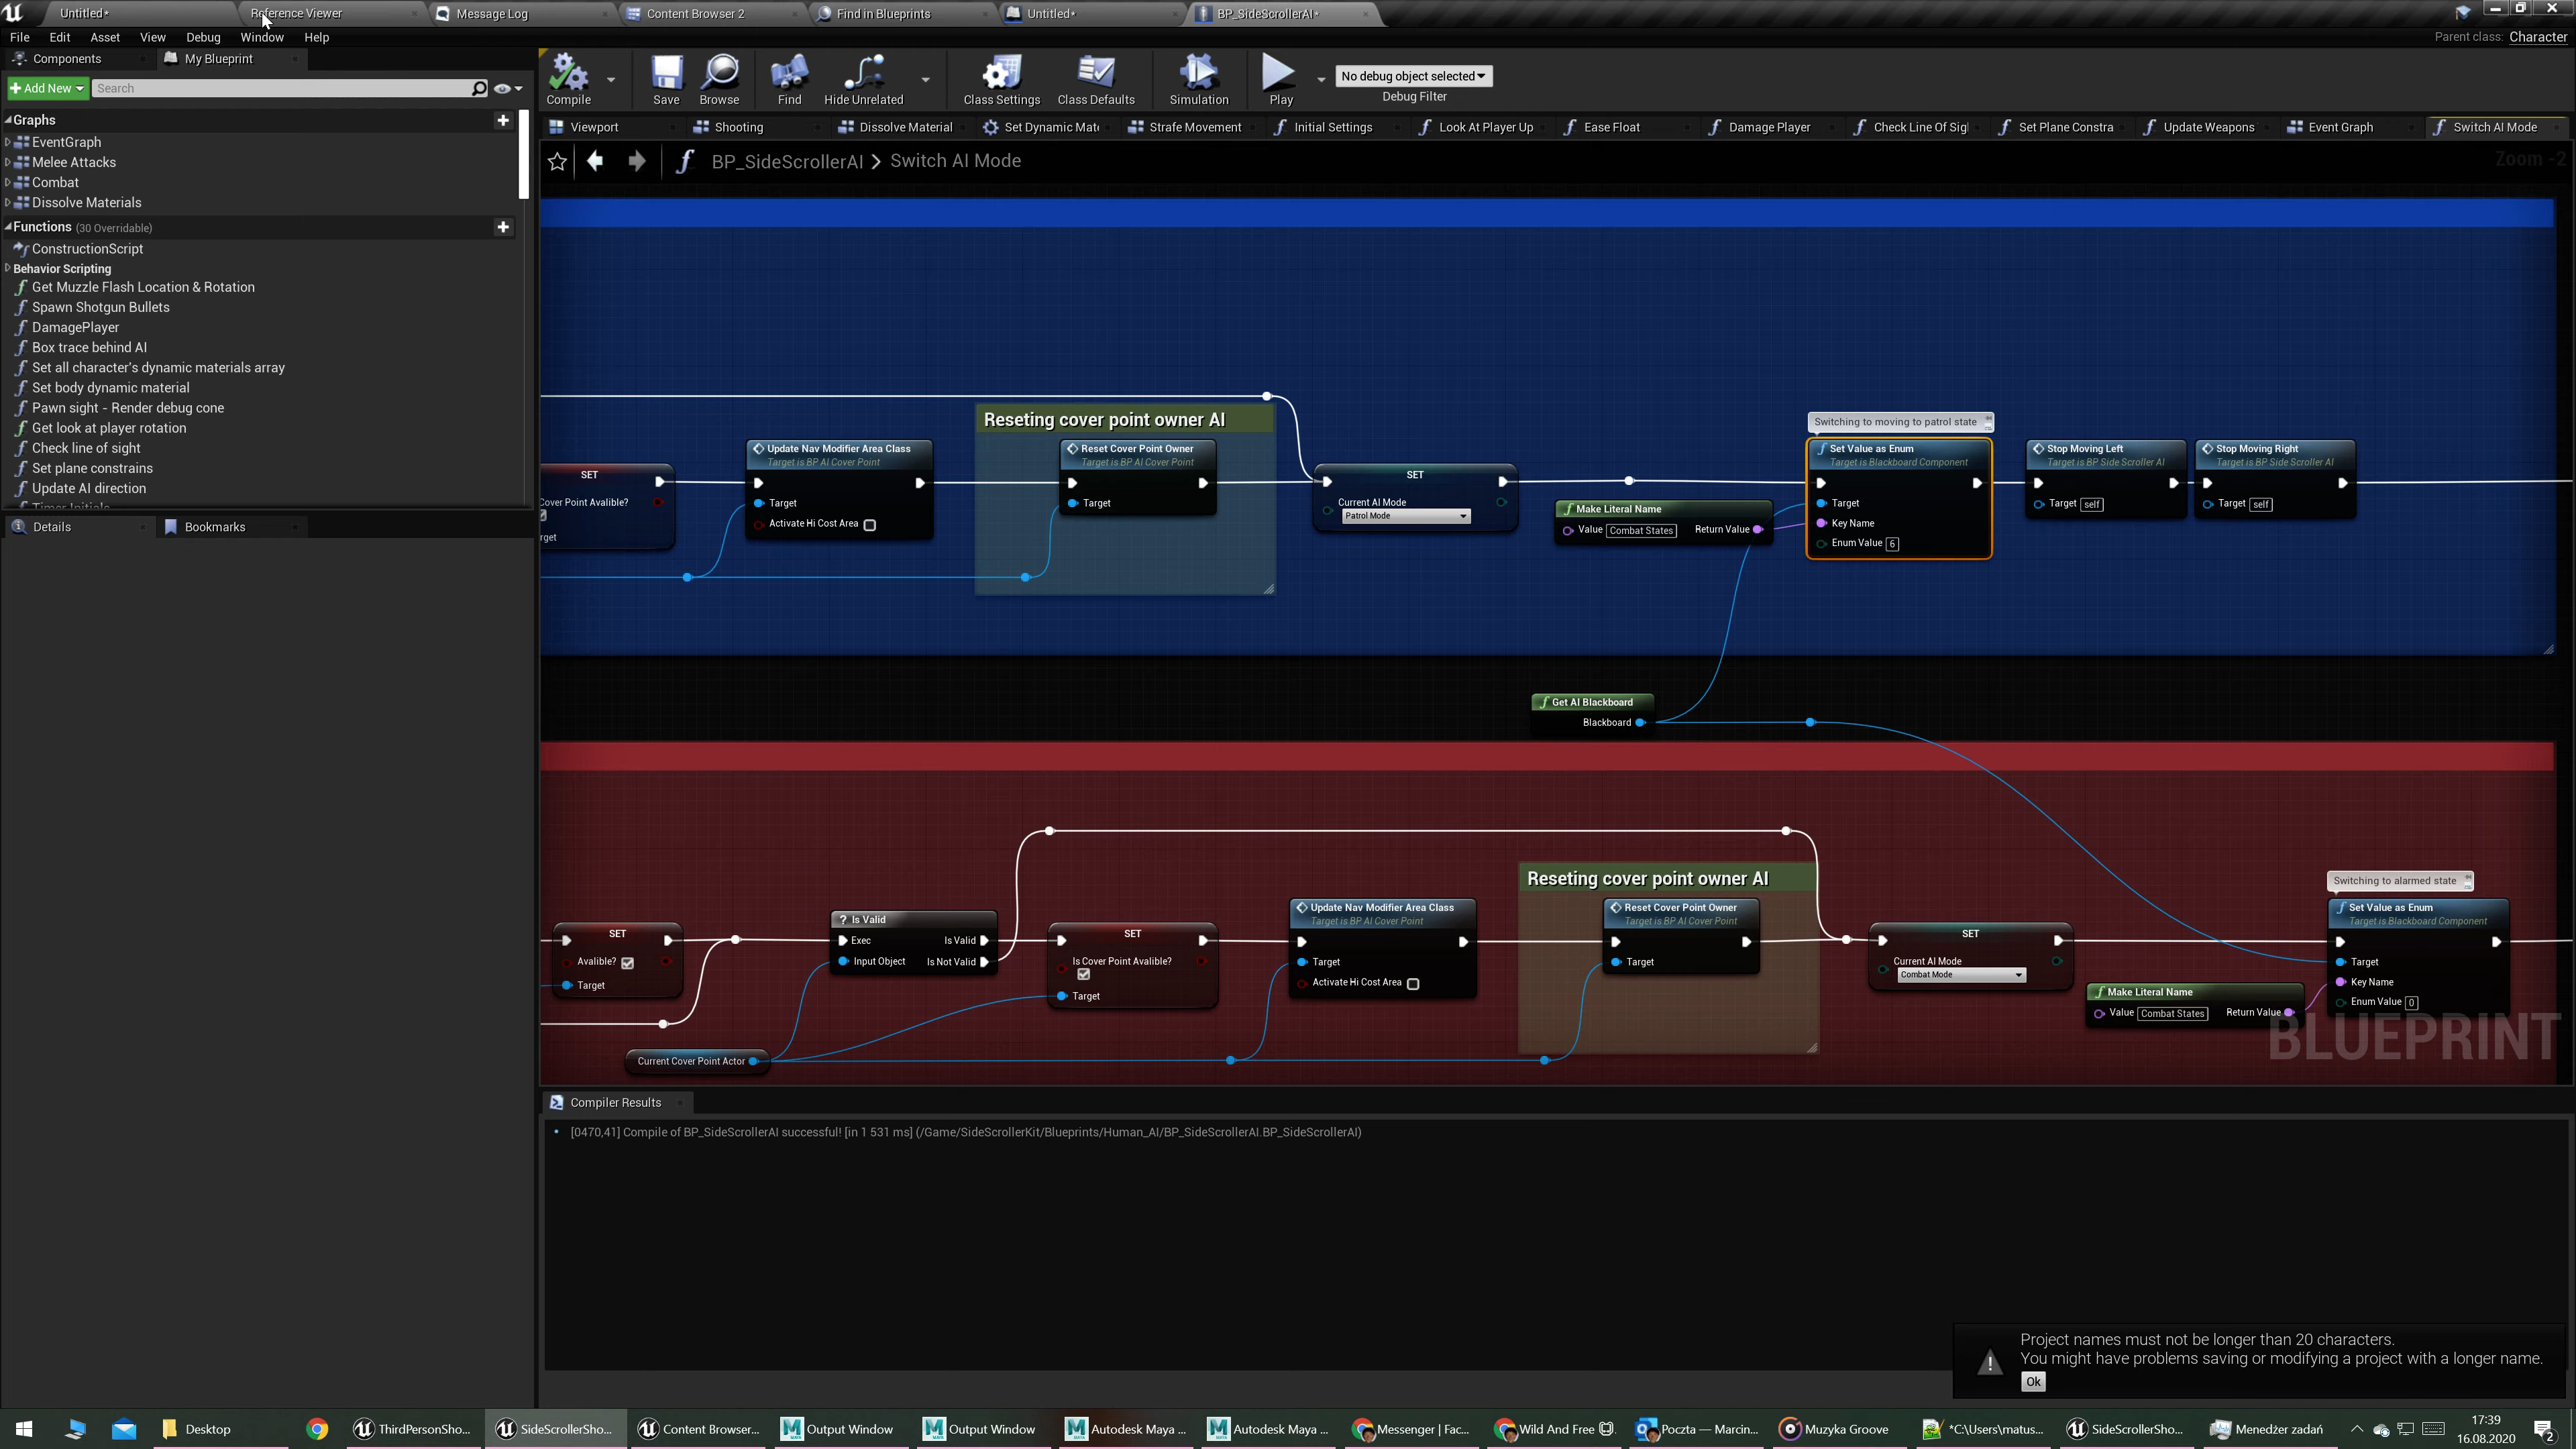 Untitled*
Reference Viewer
Message Log
Content Browser 2
Find in Blueprints
Untitled*
BP_SideScrollerAI*
File Edit Asset View Debug Window Help
Parent class: Character
Components
My Blueprint
Add New
Search
Graphs
EventGraph
Melee Attacks
Combat
Dissolve Materials
Functions (30 Overridable)
ConstructionScript
Behavior Scripting
Get Muzzle Flash Location & Rotation
Spawn Shotgun Bullets
DamagePlayer
Box trace behind AI
Set all character's dynamic materials array
Set body dynamic material
Pawn sight - Render debug cone
Get look at player rotation
Check line of sight
Set plane constrains
Update AI direction
Timer Initials
Details
Bookmarks
Compile
Save
Browse
Find
Hide Unrelated
Class Settings
Class Defaults
Simulation
Play
No debug object selected
Debug Filter
Viewport
Shooting
Dissolve Material
Set Dynamic Mate
Strafe Movement
Initial Settings
Look At Player Up
Ease Float
Damage Player
Check Line Of Sig
Set Plane Constra
Update Weapons
Event Graph
Switch AI Mode
BP_SideScrollerAI > Switch AI Mode
Zoom -2
SET
Cover Point Avalible?
rget
Update Nav Modifier Area Class
Target is BP AI Cover Point
Target
Activate Hi Cost Area
Reseting cover point owner AI
Reset Cover Point Owner
Target is BP AI Cover Point
Target
SET
Current AI Mode
Patrol Mode
Make Literal Name
Value Combat States Return Value
Switching to moving to patrol state
Set Value as Enum
Target is Blackboard Component
Target
Key Name
Enum Value 6
Stop Moving Left
Target is BP Side Scroller AI
Target self
Stop Moving Right
Target is BP Side Scroller AI
Target self
Get AI Blackboard
Blackboard
SET
Avalible?
Target
Is Valid
Exec Is Valid
Input Object Is Not Valid
Current Cover Point Actor
SET
Is Cover Point Avalible?
Target
Update Nav Modifier Area Class
Target is BP AI Cover Point
Target
Activate Hi Cost Area
Reseting cover point owner AI
Reset Cover Point Owner
Target is BP AI Cover Point
Target
SET
Current AI Mode
Combat Mode
Make Literal Name
Value Combat States Return Value
Switching to alarmed state
Set Value as Enum
Target is Blackboard Component
Target
Key Name
Enum Value 0
BLUEPRINT
Compiler Results
[0470,41] Compile of BP_SideScrollerAI successful! [in 1 531 ms] (/Game/SideScrollerKit/Blueprints/Human_AI/BP_SideScrollerAI.BP_SideScrollerAI)
Project names must not be longer than 20 characters.
You might have problems saving or modifying a project with a longer name.
Ok
Desktop
ThirdPersonSho...
SideScrollerSho...
Content Browser...
Output Window
Output Window
Autodesk Maya ...
Autodesk Maya ...
Messenger | Fac...
Wild And Free
Poczta — Marcin...
Muzyka Groove
*C:\Users\matus...
SideScrollerSho...
Menedżer zadań
17:39
16.08.2020
2